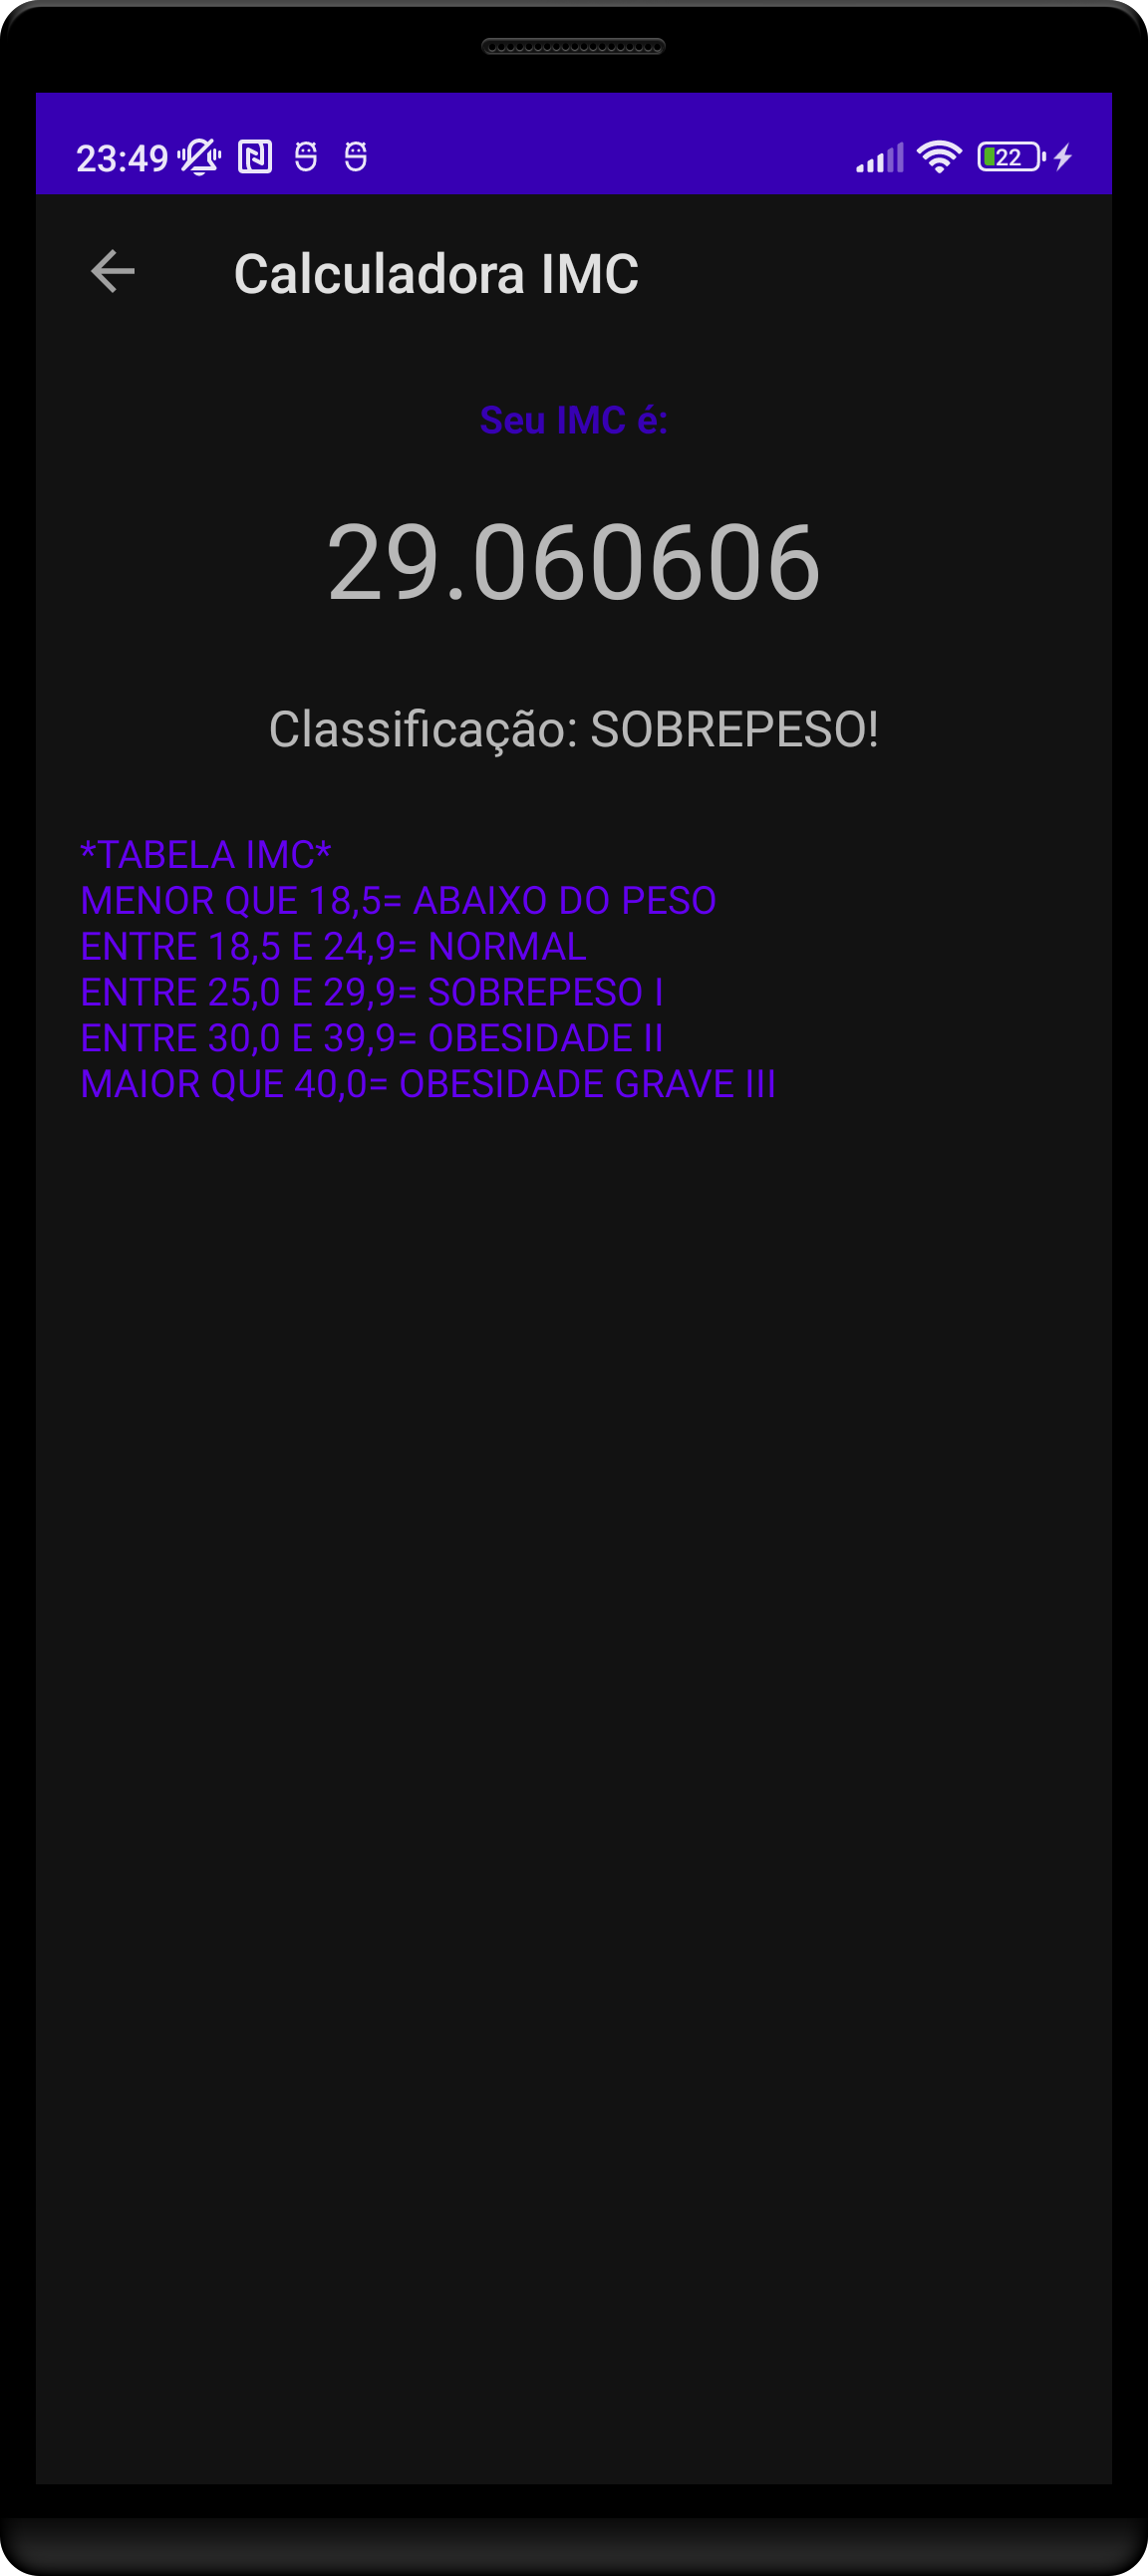 23:49
22
Calculadora IMC
Seu IMC é:
29.060606
Classificação: SOBREPESO!
*TABELA IMC*
MENOR QUE 18,5= ABAIXO DO PESO
ENTRE 18,5 E 24,9= NORMAL
ENTRE 25,0 E 29,9= SOBREPESO I
ENTRE 30,0 E 39,9= OBESIDADE II
MAIOR QUE 40,0= OBESIDADE GRAVE III